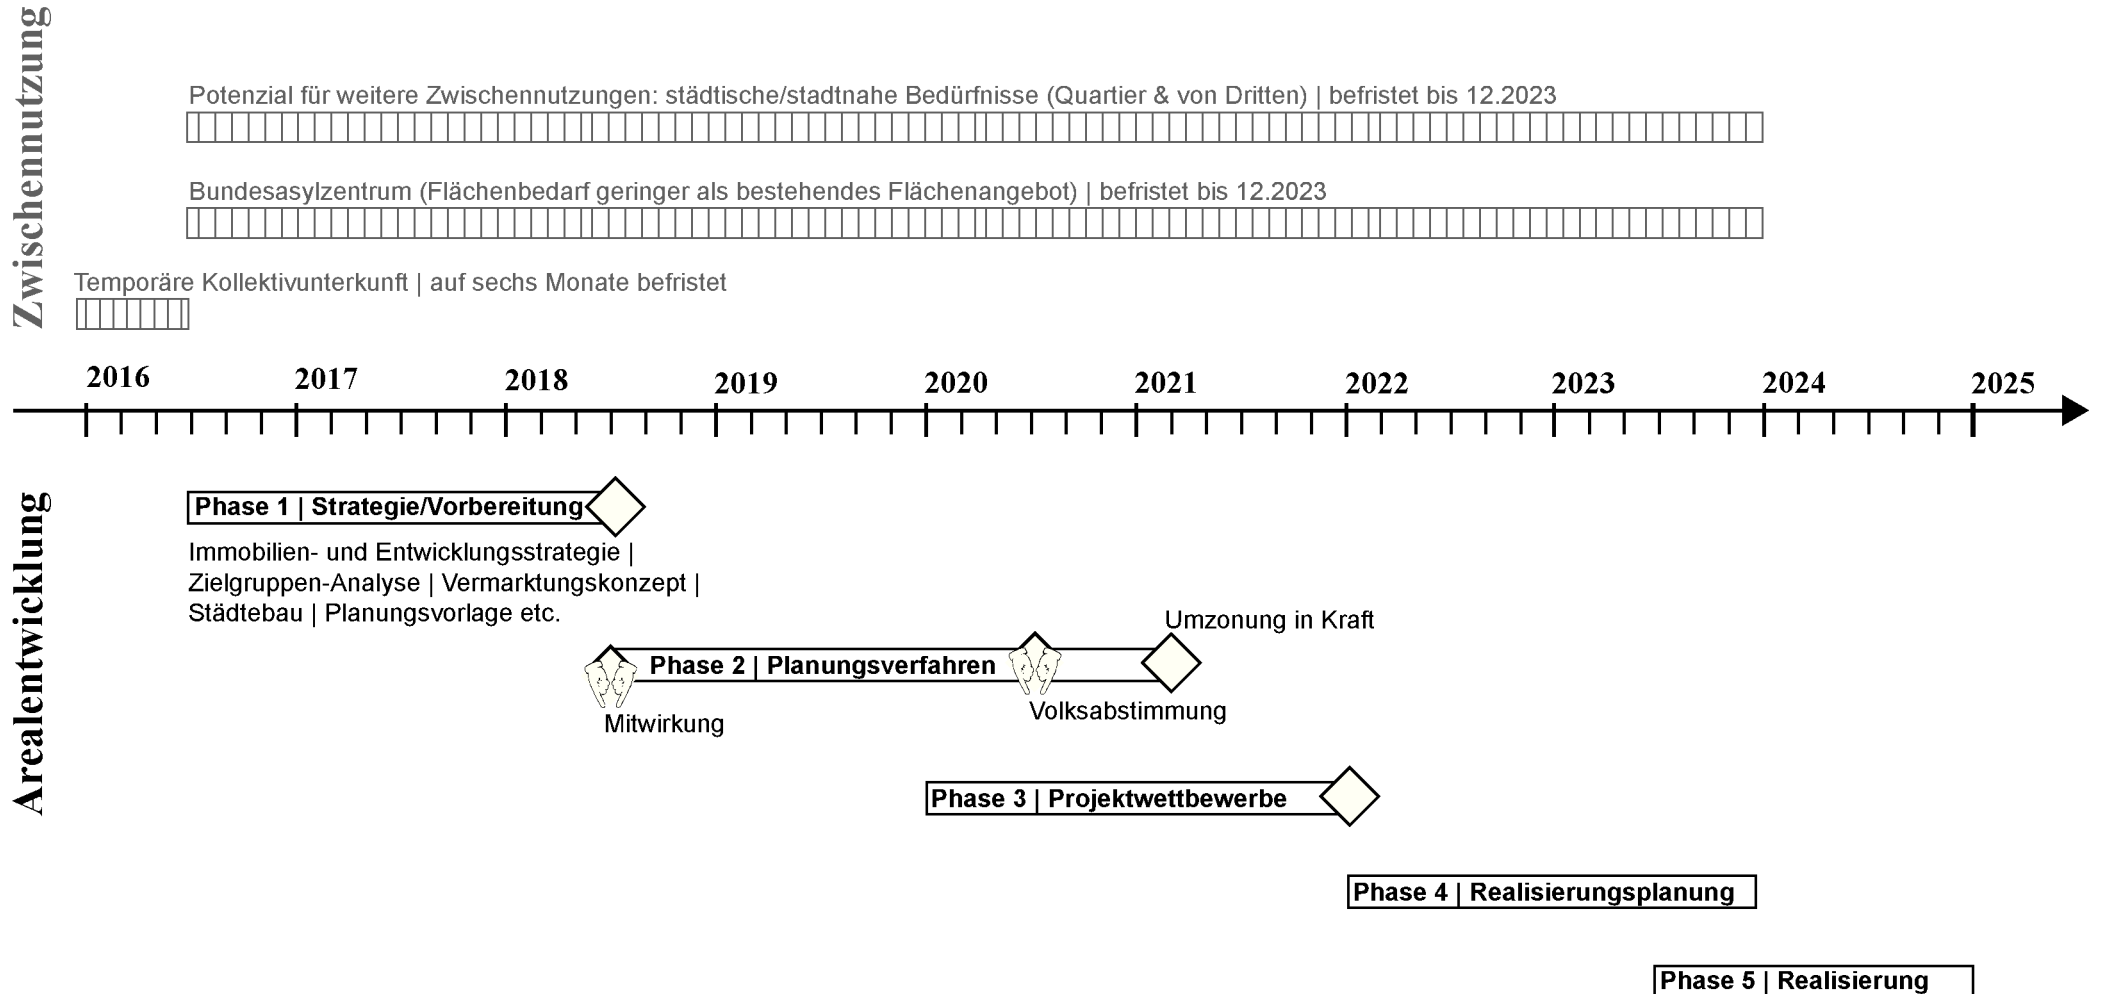 Zwischennutzung
Potenzial für weitere Zwischennutzungen: städtische/stadtnahe Bedürfnisse (Quartier & von Dritten) | befristet bis 12.2023
Bundesasylzentrum (Flächenbedarf geringer als bestehendes Flächenangebot) | befristet bis 12.2023
Temporäre Kollektivunterkunft | auf sechs Monate befristet
2016 2017 2018 2019 2020 2021 2022 2023 2024 2025
Arealentwicklung
Phase 1 | Strategie/Vorbereitung
Immobilien- und Entwicklungsstrategie |
Zielgruppen-Analyse | Vermarktungskonzept |
Städtebau | Planungsvorlage etc.
Umzonung in Kraft
Phase 2 | Planungsverfahren
Volksabstimmung
Mitwirkung
Phase 3 | Projektwettbewerbe
Phase 4 | Realisierungsplanung
Phase 5 | Realisierung